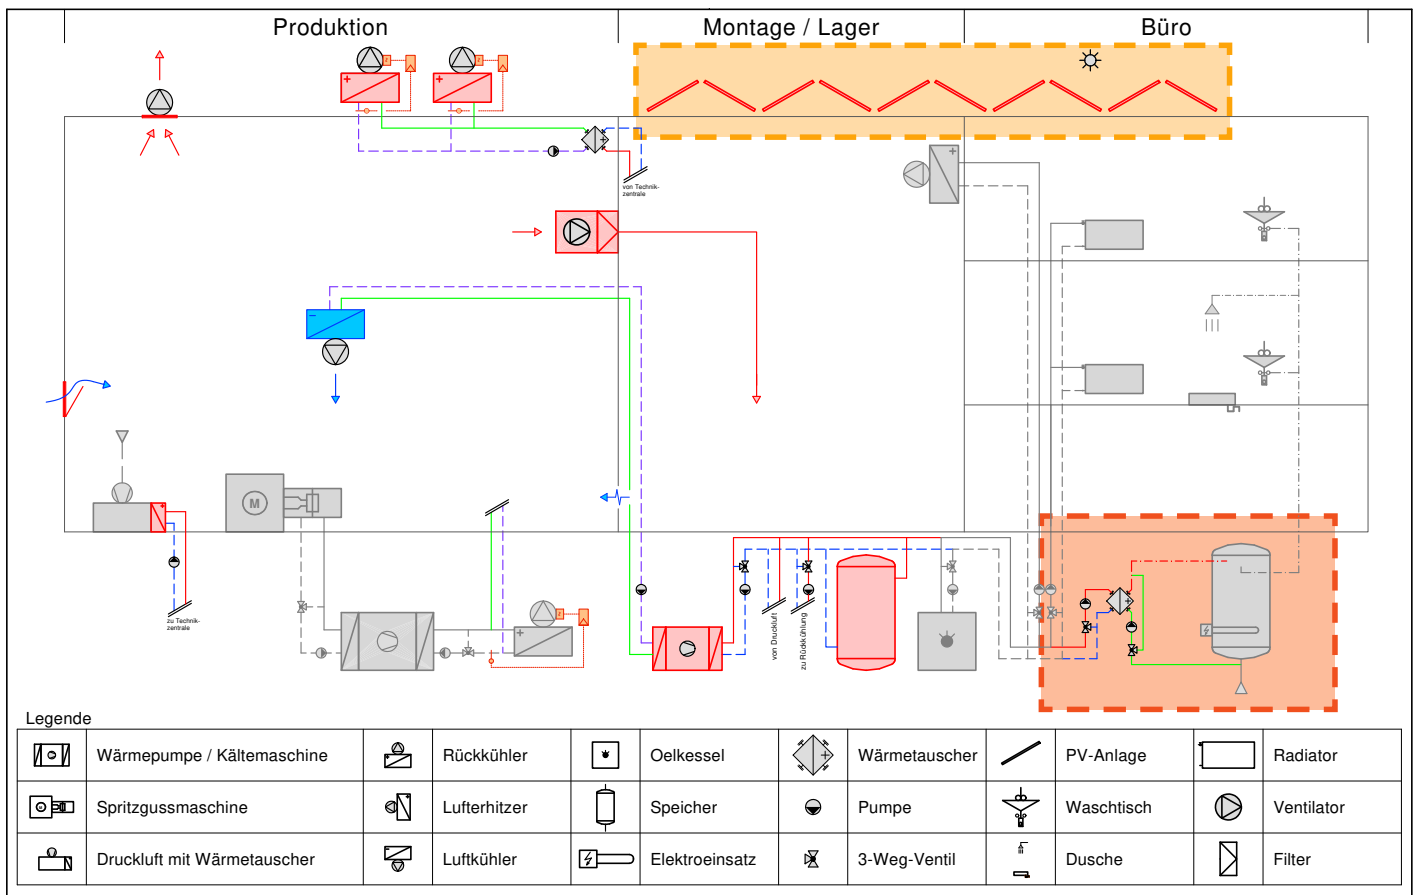 Produktion
Montage / Lager
Büro
von Technik-
zentrale
M
zu Technik-
zentrale
von Druckluft
zu Rückkühlung
Legende
Wärmepumpe / Kältemaschine
Rückkühler
Oelkessel
Wärmetauscher
PV-Anlage
Radiator
Spritzgussmaschine
Lufterhitzer
Speicher
Pumpe
Waschtisch
Ventilator
Druckluft mit Wärmetauscher
Luftkühler
Elektroeinsatz
3-Weg-Ventil
Dusche
Filter